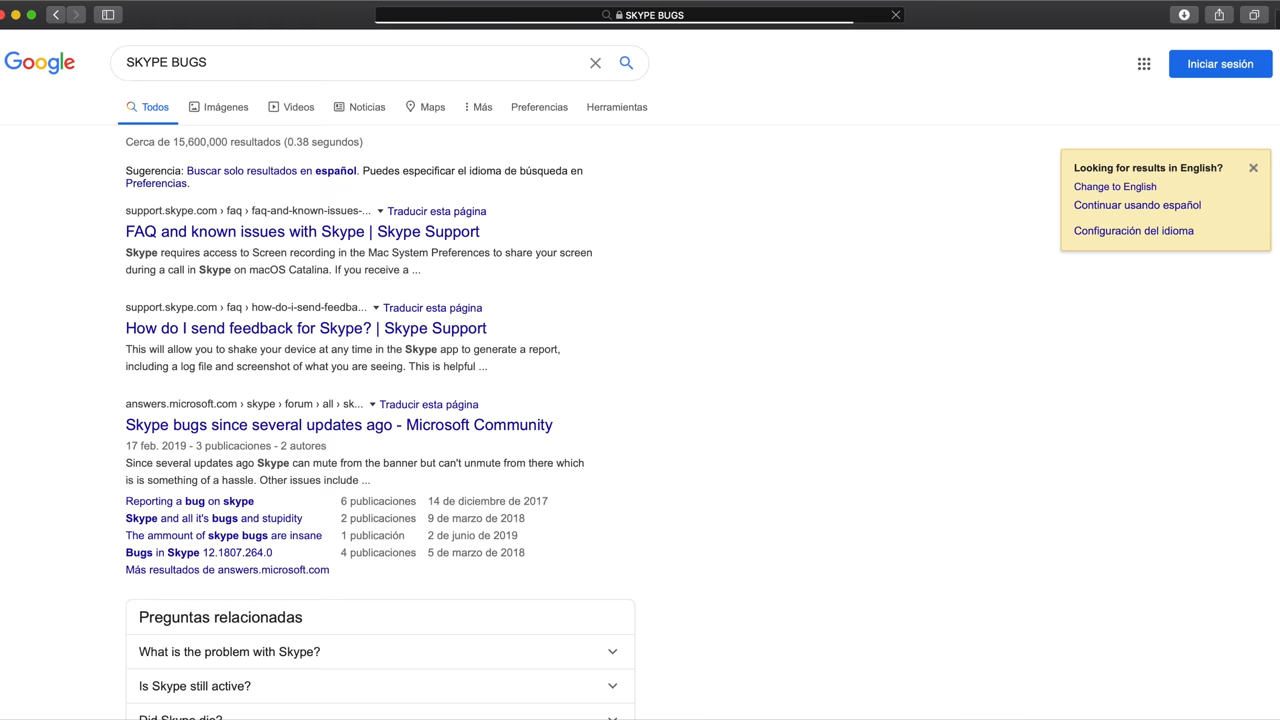 SKYPE BUGS
Google
SKYPE BUGS
Iniciar sesión
Todos Imágenes Videos Noticias Maps Más Preferencias Herramientas
Cerca de 15,600,000 resultados (0.38 segundos)
Sugerencia: Buscar solo resultados en español. Puedes especificar el idioma de búsqueda en
Preferencias.
Looking for results in English?
Change to English
Continuar usando español
Configuración del idioma
support.skype.com › faq › faq-and-known-issues-... Traducir esta página
FAQ and known issues with Skype | Skype Support
Skype requires access to Screen recording in the Mac System Preferences to share your screen
during a call in Skype on macOS Catalina. If you receive a ...
support.skype.com › faq › how-do-i-send-feedba... Traducir esta página
How do I send feedback for Skype? | Skype Support
This will allow you to shake your device at any time in the Skype app to generate a report,
including a log file and screenshot of what you are seeing. This is helpful ...
answers.microsoft.com › skype › forum › all › sk... Traducir esta página
Skype bugs since several updates ago - Microsoft Community
17 feb. 2019 - 3 publicaciones - 2 autores
Since several updates ago Skype can mute from the banner but can't unmute from there which
is is something of a hassle. Other issues include ...
Reporting a bug on skype 6 publicaciones 14 de diciembre de 2017
Skype and all it's bugs and stupidity 2 publicaciones 9 de marzo de 2018
The ammount of skype bugs are insane 1 publicación 2 de junio de 2019
Bugs in Skype 12.1807.264.0 4 publicaciones 5 de marzo de 2018
Más resultados de answers.microsoft.com
Preguntas relacionadas
What is the problem with Skype?
Is Skype still active?
Did Skype die?